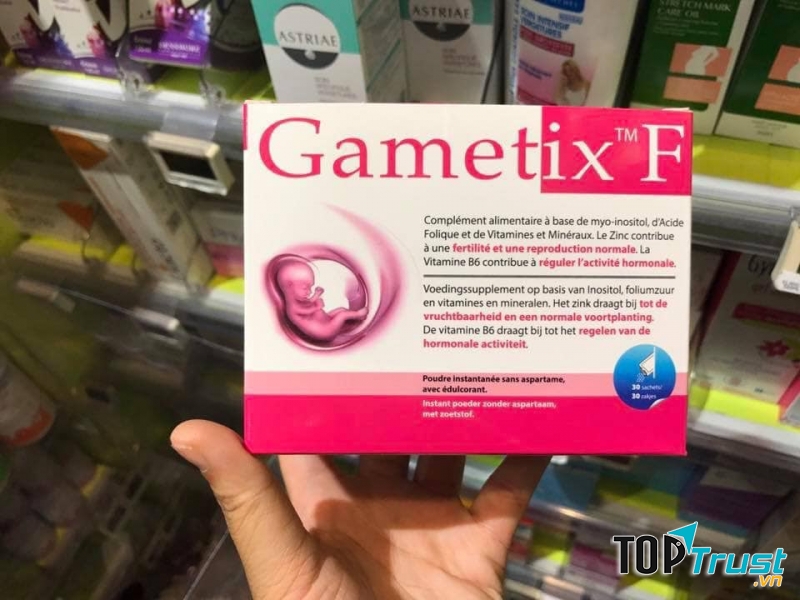 STRETCH MARK
CARE OIL
ASTRIAE
ASTRIAE
Gametix™ F
Complément alimentaire à base de myo-inositol, d'Acide
Folique et de Vitamines et Minéraux. Le Zinc contribue
à une fertilité et une reproduction normale. La
Vitamine B6 contribue à réguler l'activité hormonale.
Voedingssupplement op basis van Inositol, foliumzuur
en vitamines en mineralen. Het zink draagt bij tot de
vruchtbaarheid en een normale voortplanting.
De vitamine B6 draagt bij tot het regelen van de
hormonale activiteit.
30 sachets/
30 zakjes
Poudre instantanée sans aspartame,
avec édulcorant.
Instant poeder zonder aspartaam,
met zoetstof.
TOPTrust
.vn